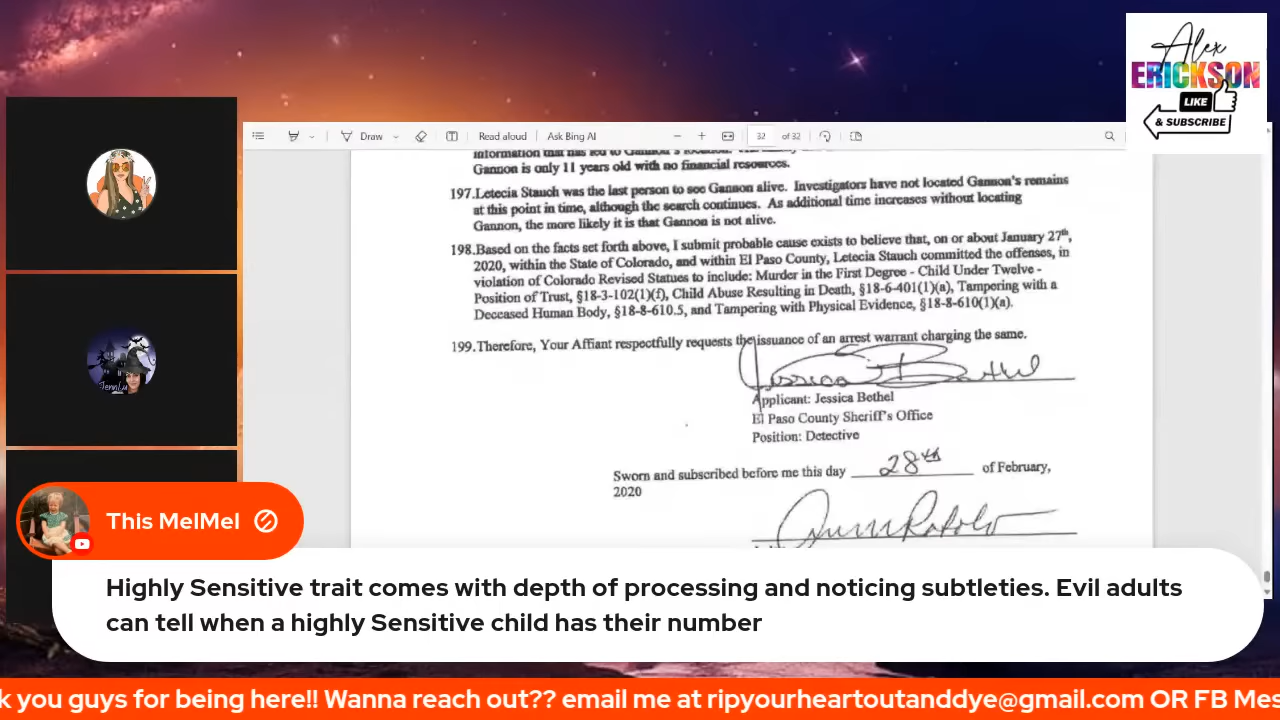 Alex
ERICKSON
LIKE
& SUBSCRIBE
Draw
Read aloud
Ask Bing AI
32
of 32
information that has led to Gannon's location.
Gannon is only 11 years old with no financial resources.
197. Letecia Stauch was the last person to see Gannon alive. Investigators have not located Gannon's remains
at this point in time, although the search continues. As additional time increases without locating
Gannon, the more likely it is that Gannon is not alive.
198. Based on the facts set forth above, I submit probable cause exists to believe that, on or about January 27th,
2020, within the State of Colorado, and within El Paso County, Letecia Stauch committed the offenses, in
violation of Colorado Revised Statues to include: Murder in the First Degree - Child Under Twelve -
Position of Trust, §18-3-102(1)(f), Child Abuse Resulting in Death, §18-6-401(1)(a), Tampering with a
Deceased Human Body, §18-8-610.5, and Tampering with Physical Evidence, §18-8-610(1)(a).
199. Therefore, Your Affiant respectfully requests the issuance of an arrest warrant charging the same.
Jessica Bethel
Applicant: Jessica Bethel
El Paso County Sheriff's Office
Position: Detective
Sworn and subscribed before me this day 28th of February,
2020
JennLu
This MelMel
Highly Sensitive trait comes with depth of processing and noticing subtleties. Evil adults
can tell when a highly Sensitive child has their number
k you guys for being here!! Wanna reach out?? email me at ripyourheartoutanddye@gmail.com OR FB Mes